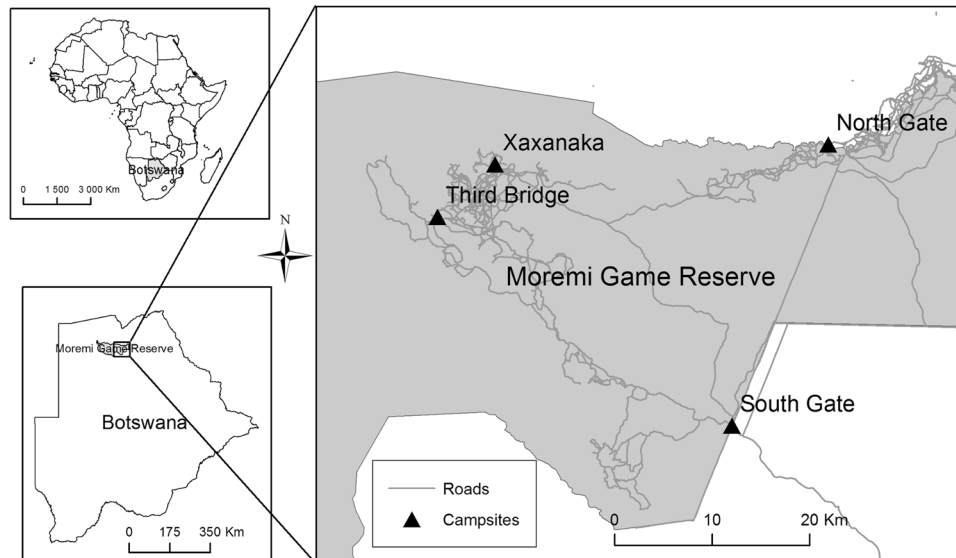 Botswana
0 1 500 3 000 Km
N
Moremi Game Reserve
Botswana
0 175 350 Km
North Gate
Xaxanaka
Third Bridge
Moremi Game Reserve
South Gate
Roads
Campsites
0 10 20 Km